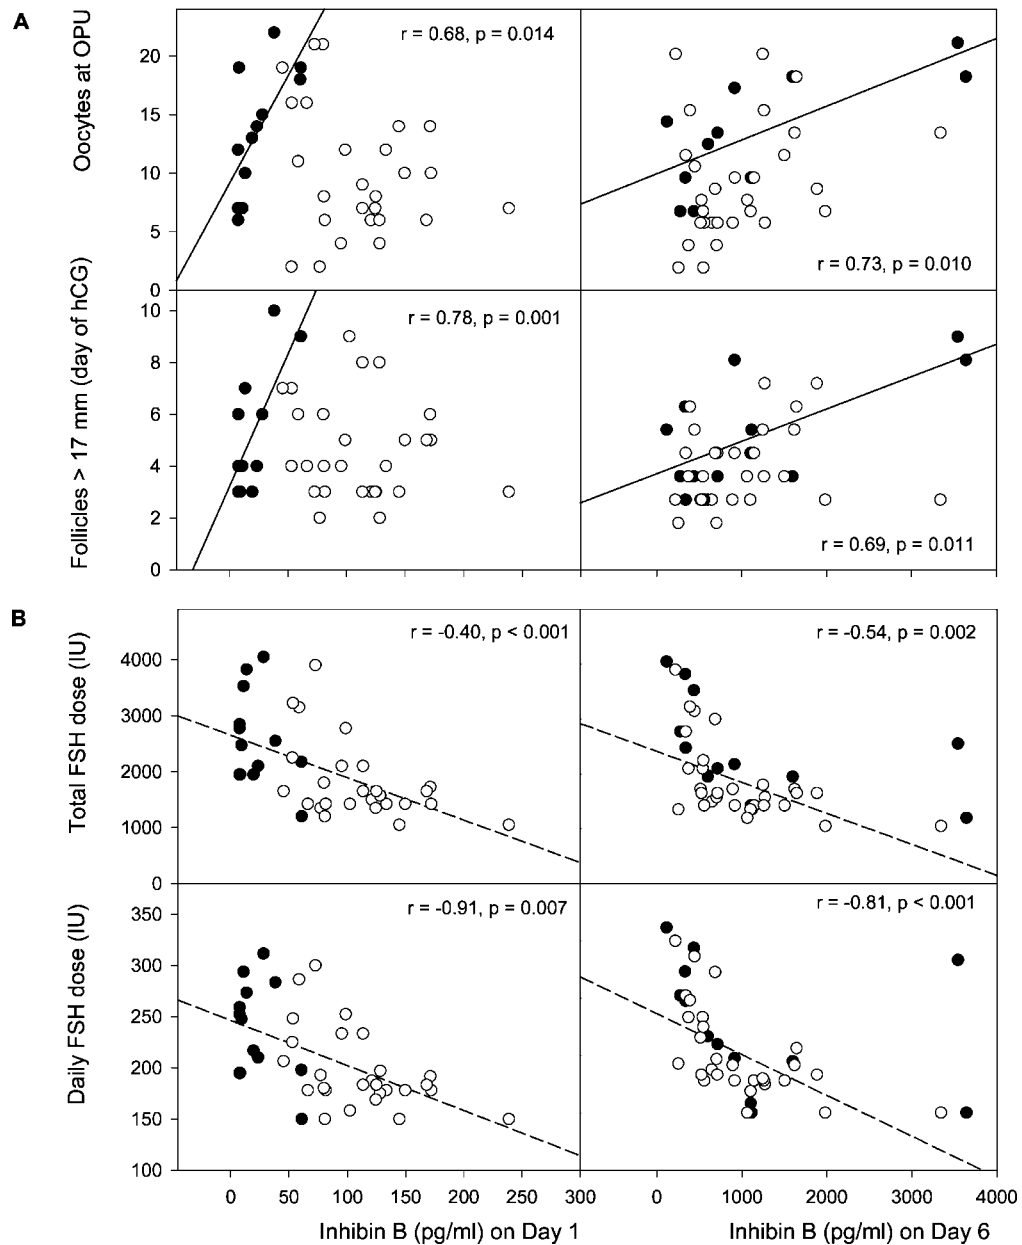 A
Oocytes at OPU
20
15
10
5
0
r = 0.68, p = 0.014
r = 0.73, p = 0.010
Follicles > 17 mm (day of hCG)
10
8
6
4
2
0
r = 0.78, p = 0.001
r = 0.69, p = 0.011
B
Total FSH dose (IU)
4000
3000
2000
1000
0
r = -0.40, p < 0.001
r = -0.54, p = 0.002
Daily FSH dose (IU)
350
300
250
200
150
100
r = -0.91, p = 0.007
r = -0.81, p < 0.001
0 50 100 150 200 250 300
0 1000 2000 3000 4000
Inhibin B (pg/ml) on Day 1
Inhibin B (pg/ml) on Day 6